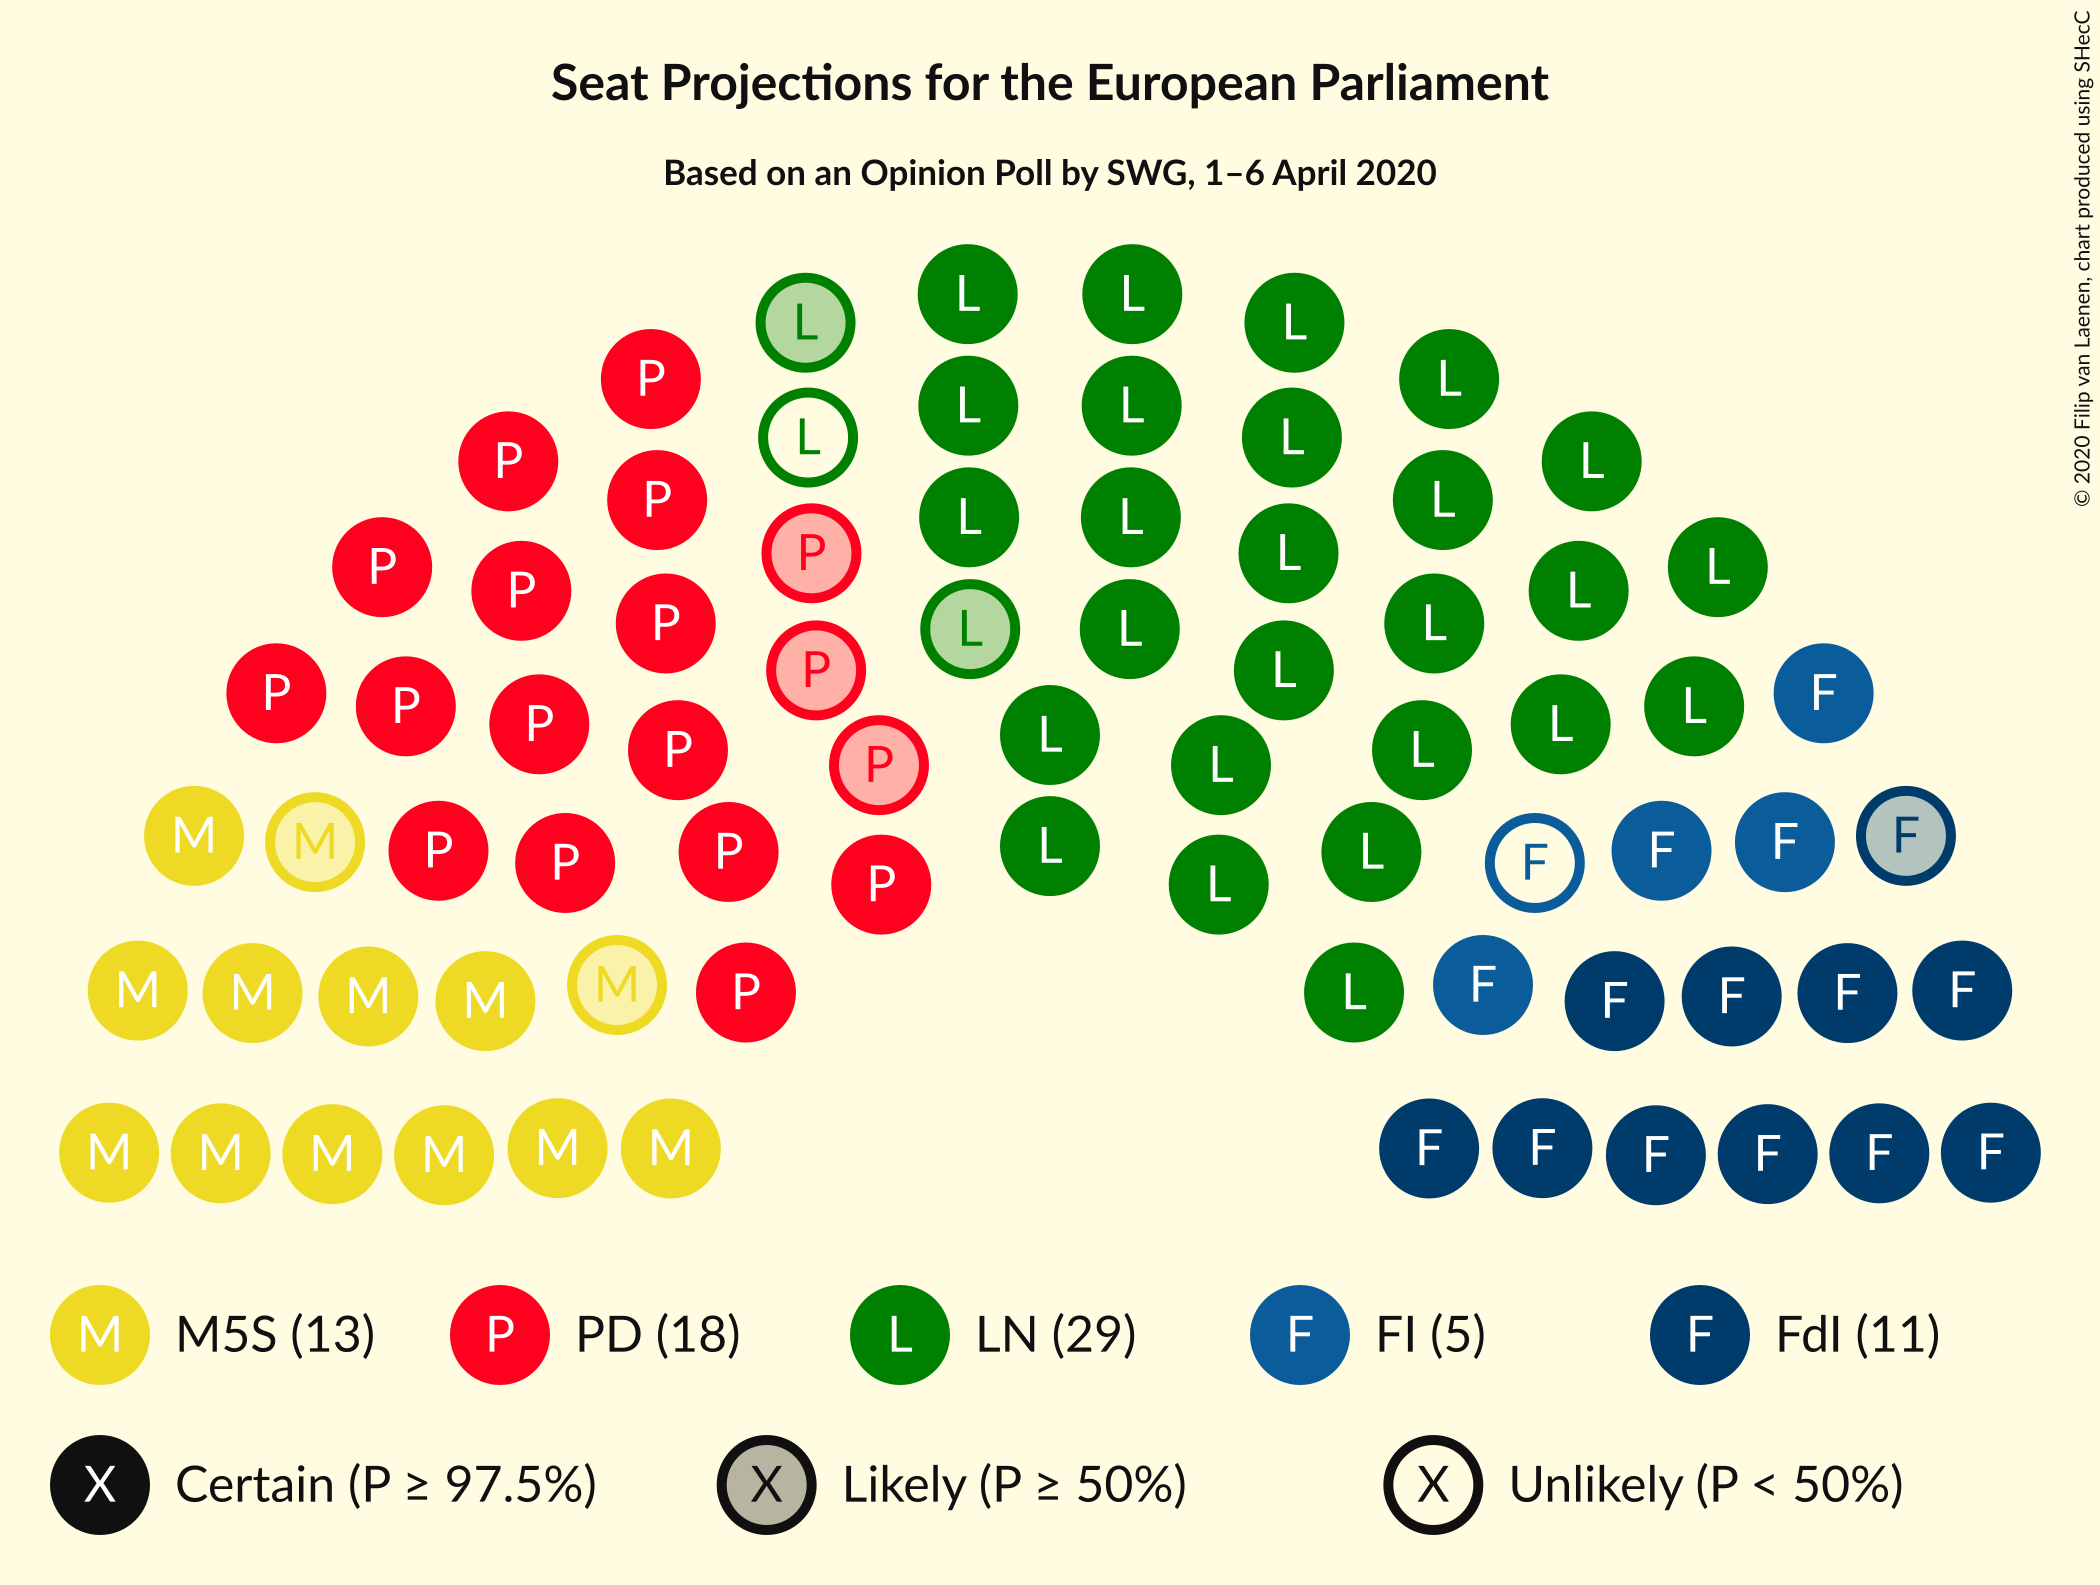 Seat Projections for the European Parliament
Based on an Opinion Poll by SWG, 1–6 April 2020
© 2020 Filip van Laenen, chart produced using SHecC
L L
L L
P L
L L
P L
L L L
P L
P L L
P L
P L L
P L
P L L
P L L
P L
P F
P L
P L
P L
L
P L
M F
M F
P L
P F
P F
L
P L
M F
M F
M F
M F
M F
P L
M F
M F
M F
M F
M F
M F
M M5S (13) P PD (18) L LN (29) F FI (5) F FdI (11)
X Certain (P ≥ 97.5%) X Likely (P ≥ 50%) X Unlikely (P < 50%)